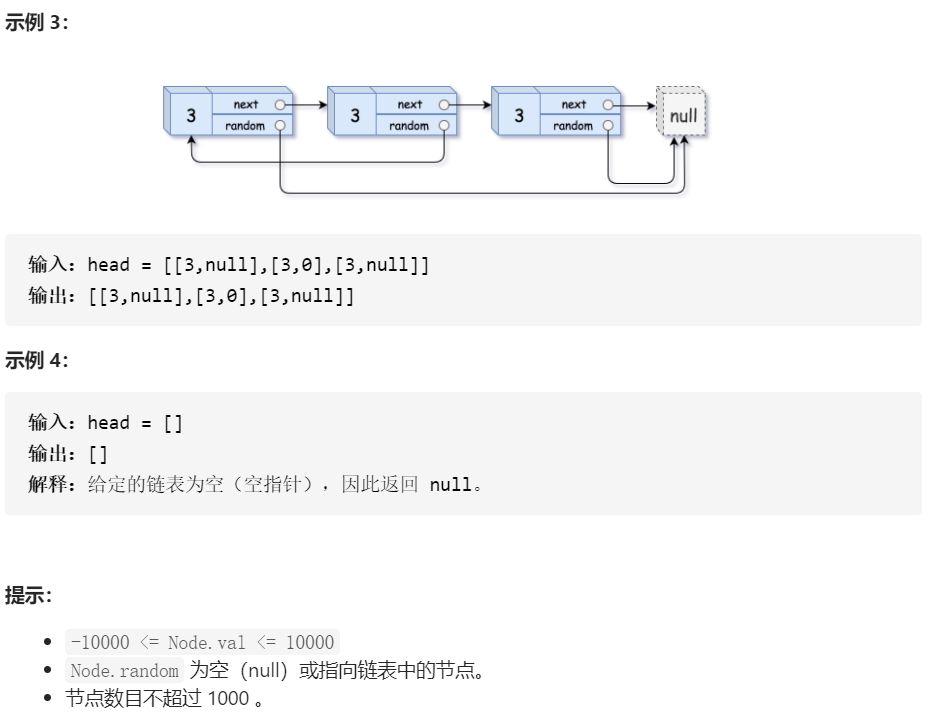 示例 3：
3 next random 3 next random 3 next random null
输入：head = [[3,null],[3,0],[3,null]]
输出：[[3,null],[3,0],[3,null]]
示例 4：
输入：head = []
输出：[]
解释：给定的链表为空（空指针），因此返回 null。
提示：
-10000 <= Node.val <= 10000
Node.random 为空（null）或指向链表中的节点。
节点数目不超过 1000 。